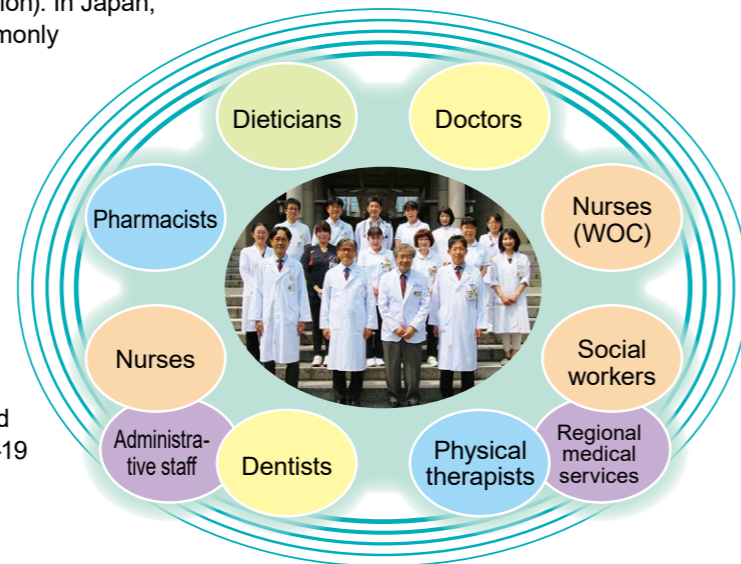 ion). In Japan,
monly
Dieticians
Doctors
Pharmacists
Nurses
(WOC)
Nurses
Social
workers
d
-19
Administra-
tive staff
Dentists
Physical
therapists
Regional
medical
services